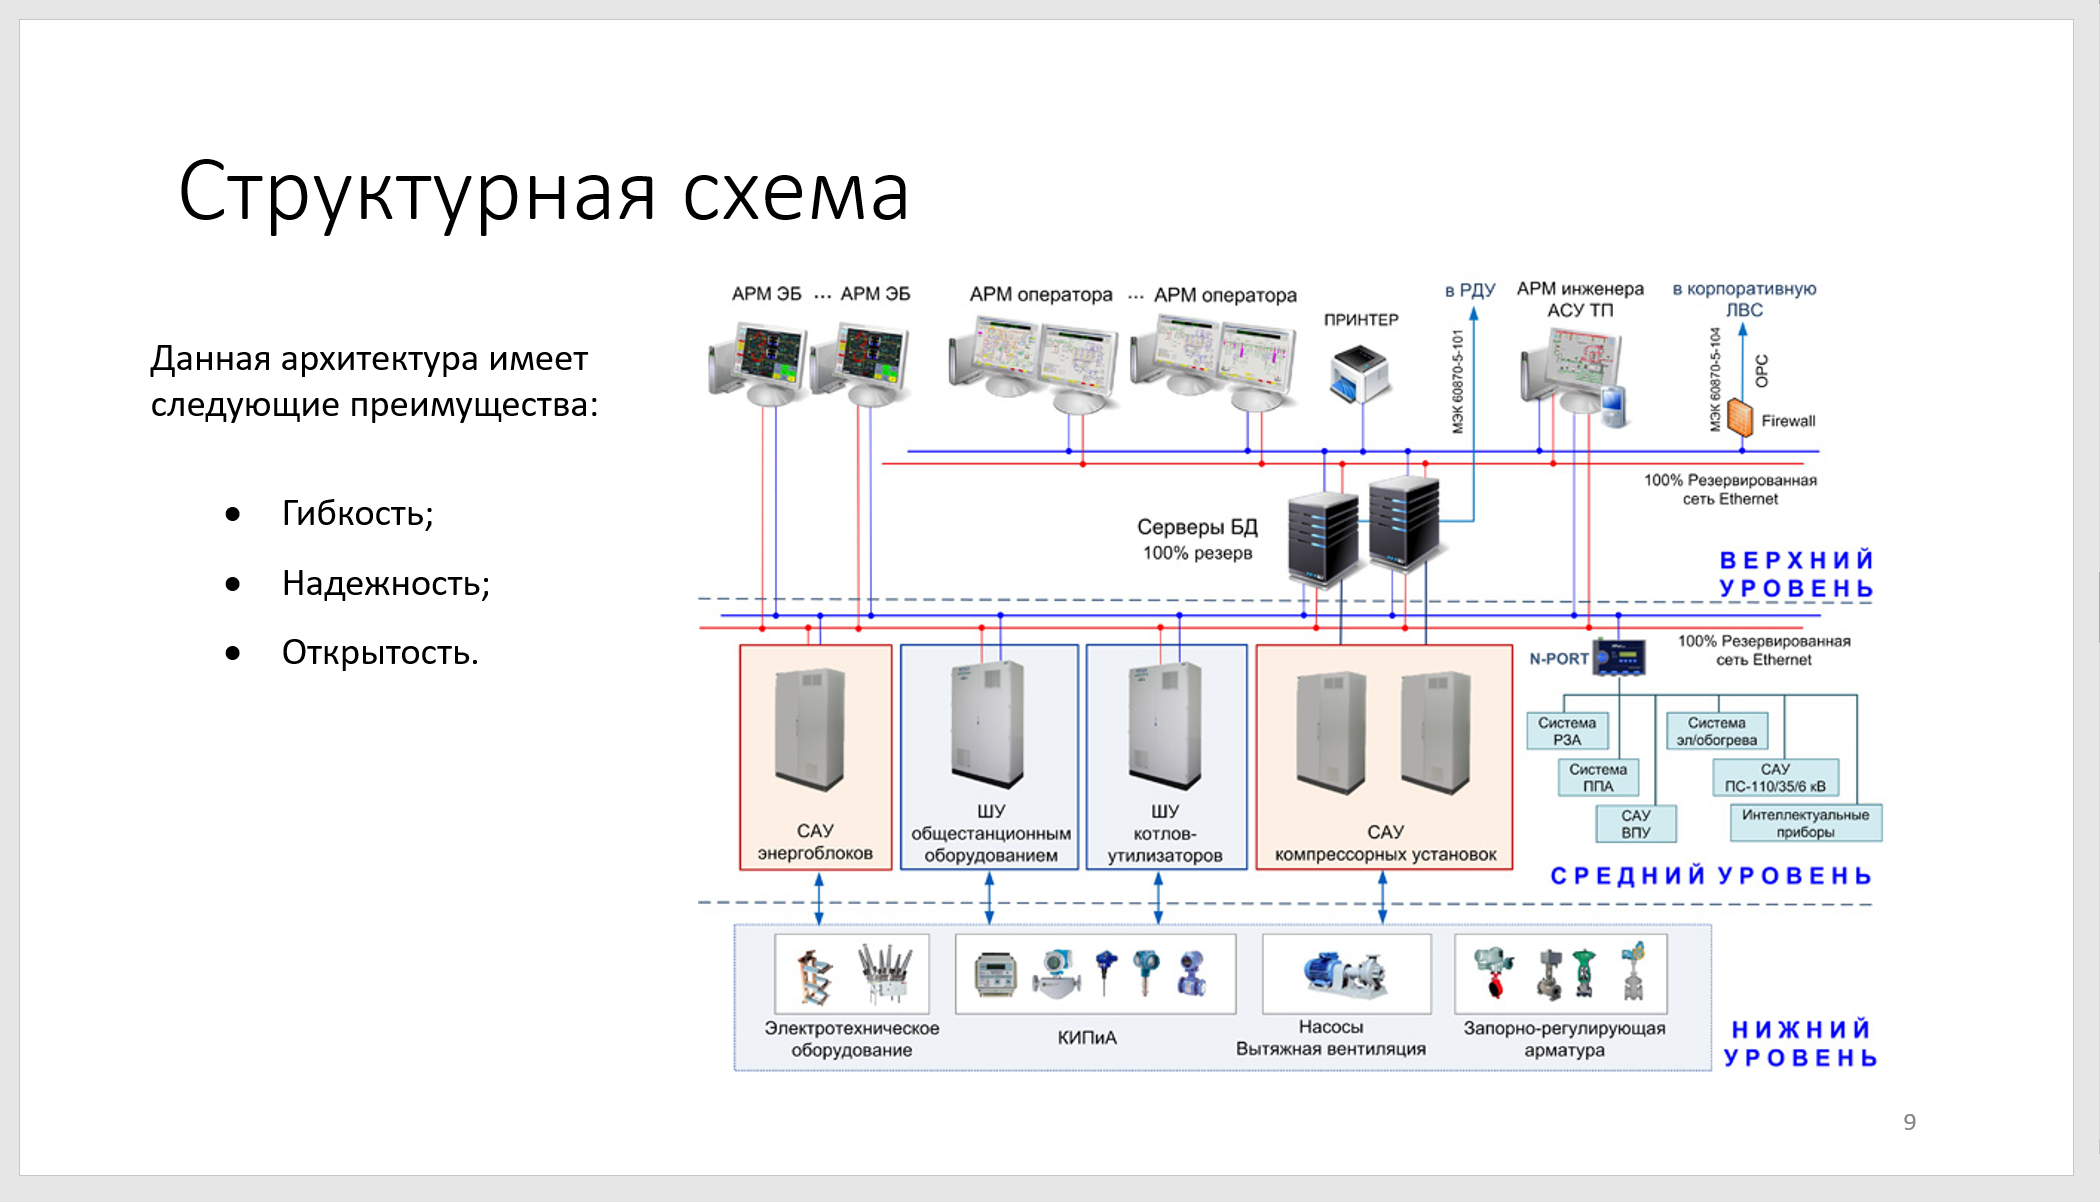 Структурная схема
Данная архитектура имеет
следующие преимущества:
● Гибкость;
● Надежность;
● Открытость.
АРМ ЭБ ... АРМ ЭБ
АРМ оператора ... АРМ оператора
ПРИНТЕР
в РДУ
МЭК 60870-5-101
АРМ инженера
АСУ ТП
в корпоративную
ЛВС
МЭК 60870-5-104
OPC
Firewall
100% Резервированная
сеть Ethernet
Серверы БД
100% резерв
ВЕРХНИЙ
УРОВЕНЬ
N-PORT
100% Резервированная
сеть Ethernet
САУ
энергоблоков
ШУ
общестанционным
оборудованием
ШУ
котлов-
утилизаторов
САУ
компрессорных установок
Система
РЗА
Система
эл/обогрева
Система
ППА
САУ
ПС-110/35/6 кВ
САУ
ВПУ
Интеллектуальные
приборы
СРЕДНИЙ УРОВЕНЬ
Электротехническое
оборудование
КИПиА
Насосы
Вытяжная вентиляция
Запорно-регулирующая
арматура
НИЖНИЙ
УРОВЕНЬ
9